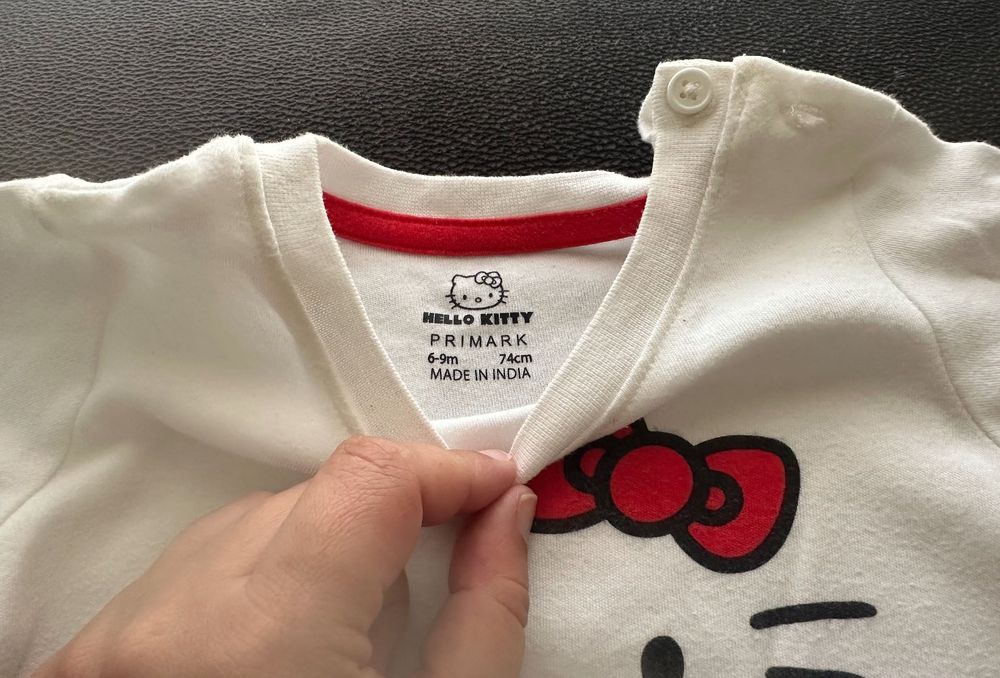 HELLO KITTY
PRIMARK
6-9m 74cm
MADE IN INDIA